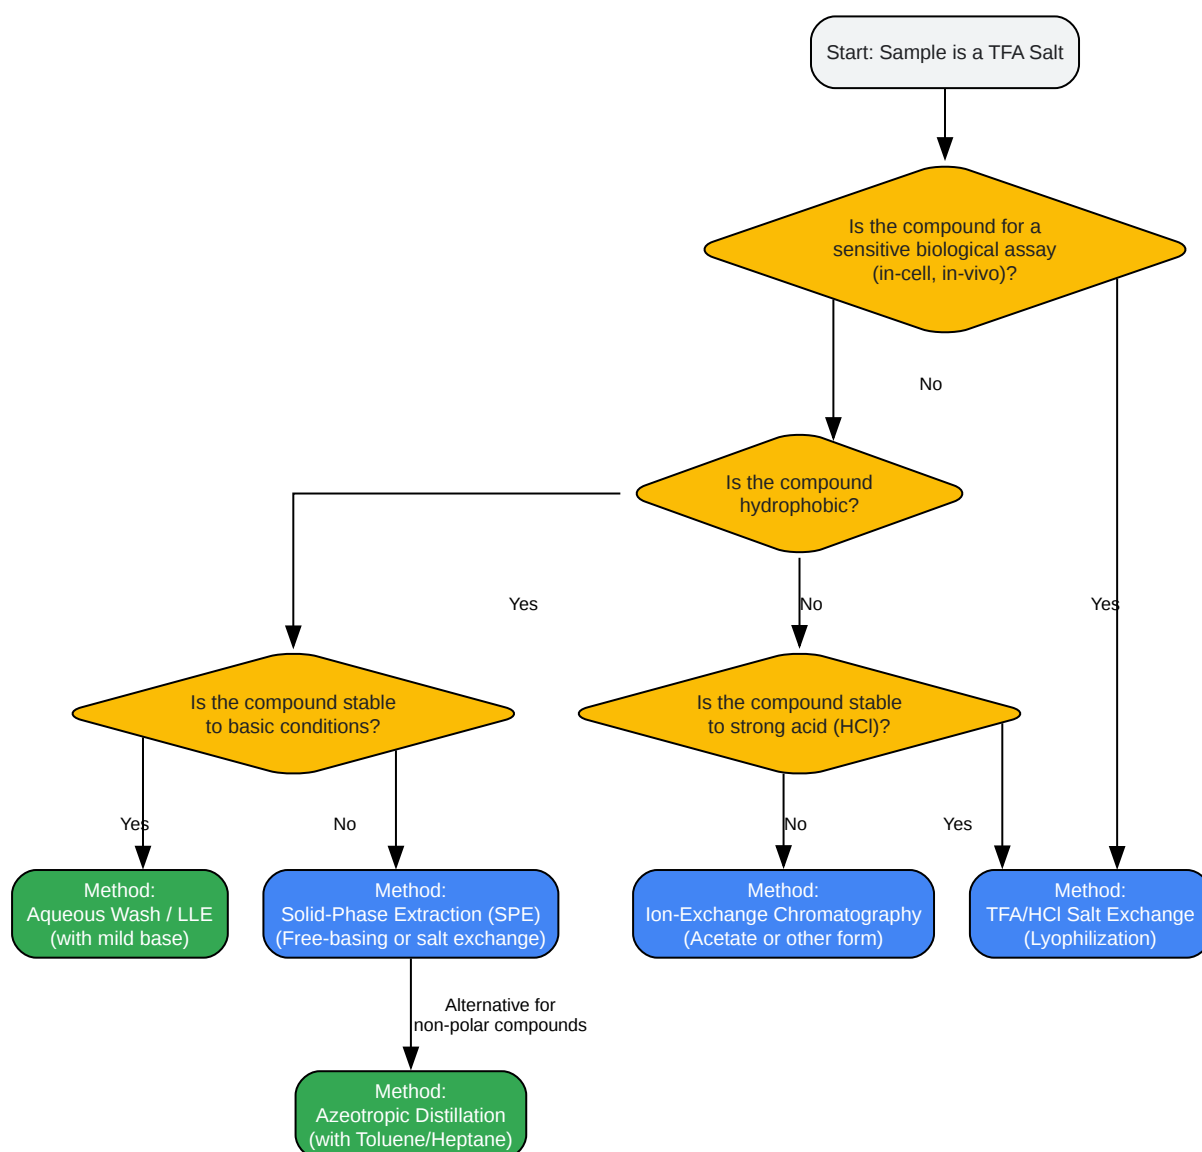 Start: Sample is a TFA Salt
Is the compound for a
sensitive biological assay
(in-cell, in-vivo)?
No
Is the compound
hydrophobic?
Yes
No
Yes
Is the compound stable
to basic conditions?
Is the compound stable
to strong acid (HCl)?
Yes
No
No
Yes
Method:
Aqueous Wash / LLE
(with mild base)
Method:
Solid-Phase Extraction (SPE)
(Free-basing or salt exchange)
Method:
Ion-Exchange Chromatography
(Acetate or other form)
Method:
TFA/HCl Salt Exchange
(Lyophilization)
Alternative for
non-polar compounds
Method:
Azeotropic Distillation
(with Toluene/Heptane)